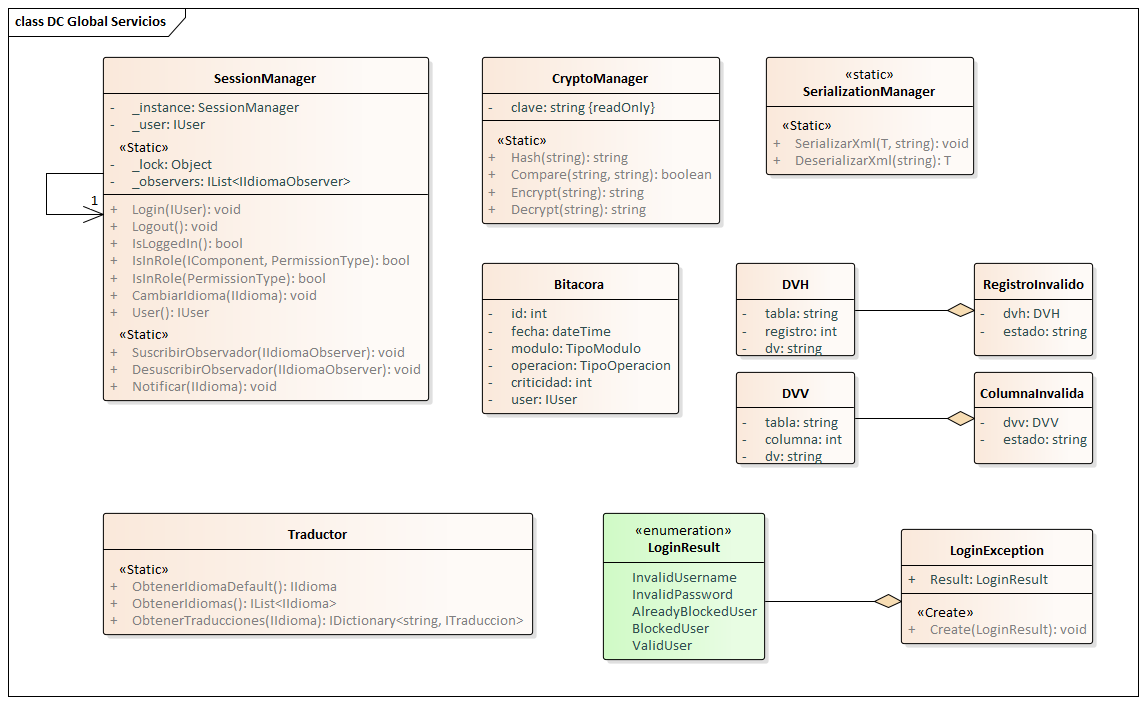 class DC Global Servicios
SessionManager
- _instance: SessionManager
- _user: IUser
«Static»
- _lock: Object
- _observers: IList<IIdiomaObserver>
1
+ Login(IUser): void
+ Logout(): void
+ IsLoggedIn(): bool
+ IsInRole(IComponent, PermissionType): bool
+ IsInRole(PermissionType): bool
+ CambiarIdioma(IIdioma): void
+ User(): IUser
«Static»
+ SuscribirObservador(IIdiomaObserver): void
+ DesuscribirObservador(IIdiomaObserver): void
+ Notificar(IIdioma): void
CryptoManager
- clave: string {readOnly}
«Static»
+ Hash(string): string
+ Compare(string, string): boolean
+ Encrypt(string): string
+ Decrypt(string): string
«static»
SerializationManager
«Static»
+ SerializarXml(T, string): void
+ DeserializarXml(string): T
Bitacora
- id: int
- fecha: dateTime
- modulo: TipoModulo
- operacion: TipoOperacion
- criticidad: int
- user: IUser
DVH
- tabla: string
- registro: int
- dv: string
RegistroInvalido
- dvh: DVH
- estado: string
DVV
- tabla: string
- columna: int
- dv: string
ColumnaInvalida
- dvv: DVV
- estado: string
Traductor
«Static»
+ ObtenerIdiomaDefault(): IIdioma
+ ObtenerIdiomas(): IList<IIdioma>
+ ObtenerTraducciones(IIdioma): IDictionary<string, ITraduccion>
«enumeration»
LoginResult
InvalidUsername
InvalidPassword
AlreadyBlockedUser
BlockedUser
ValidUser
LoginException
+ Result: LoginResult
«Create»
+ Create(LoginResult): void